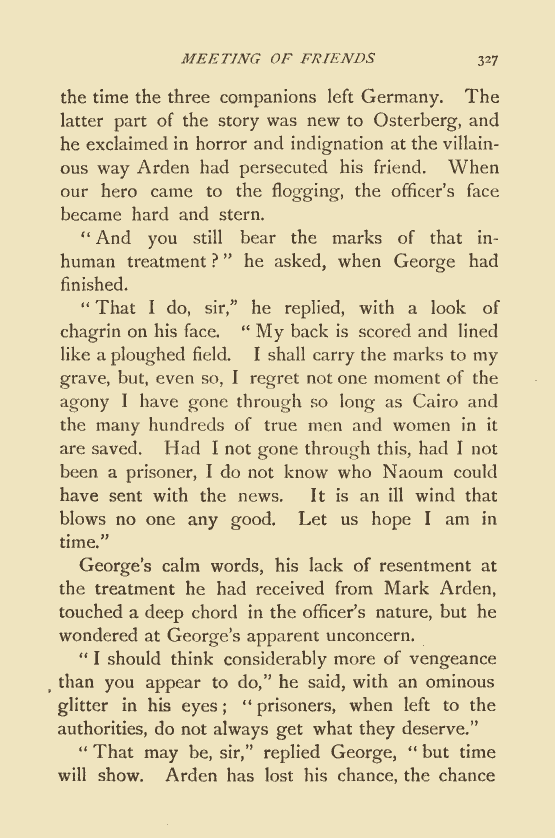 MEETING OF FRIENDS 327
the time the three companions left Germany. The
latter part of the story was new to Osterberg, and
he exclaimed in horror and indignation at the villain-
ous way Arden had persecuted his friend. When
our hero came to the flogging, the officer's face
became hard and stern.
“And you still bear the marks of that in-
human treatment?” he asked, when George had
finished.
“That I do, sir,” he replied, with a look of
chagrin on his face. “My back is scored and lined
like a ploughed field. I shall carry the marks to my
grave, but, even so, I regret not one moment of the
agony I have gone through so long as Cairo and
the many hundreds of true men and women in it
are saved. Had I not gone through this, had I not
been a prisoner, I do not know who Naoum could
have sent with the news. It is an ill wind that
blows no one any good. Let us hope I am in
time.”
George's calm words, his lack of resentment at
the treatment he had received from Mark Arden,
touched a deep chord in the officer's nature, but he
wondered at George's apparent unconcern.
“I should think considerably more of vengeance
than you appear to do,” he said, with an ominous
glitter in his eyes; “prisoners, when left to the
authorities, do not always get what they deserve.”
“That may be, sir,” replied George, “but time
will show. Arden has lost his chance, the chance